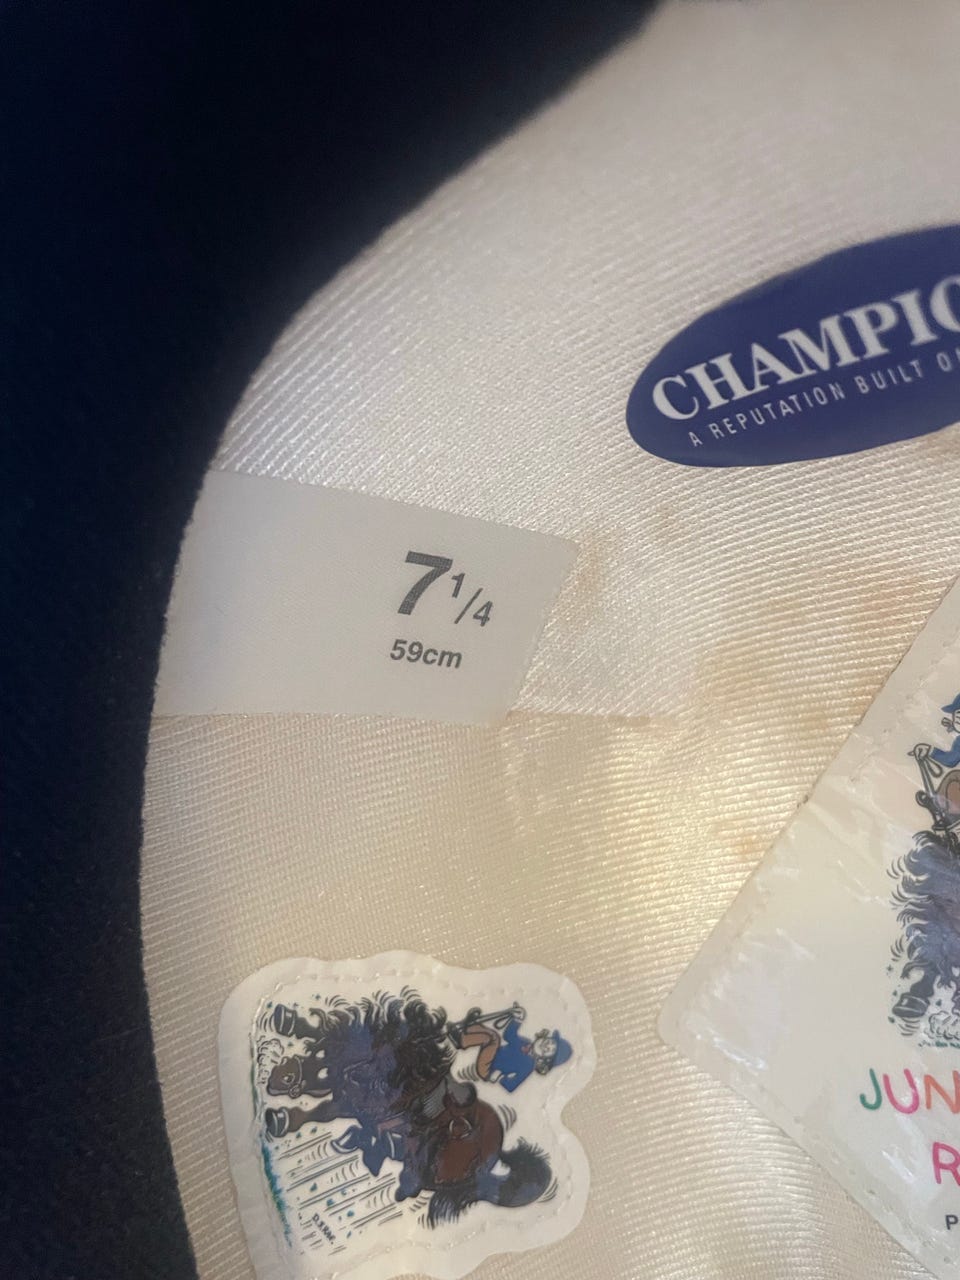 CHAMPIO
A REPUTATION BUILT O
7 1/4
59cm
JUN
R
P